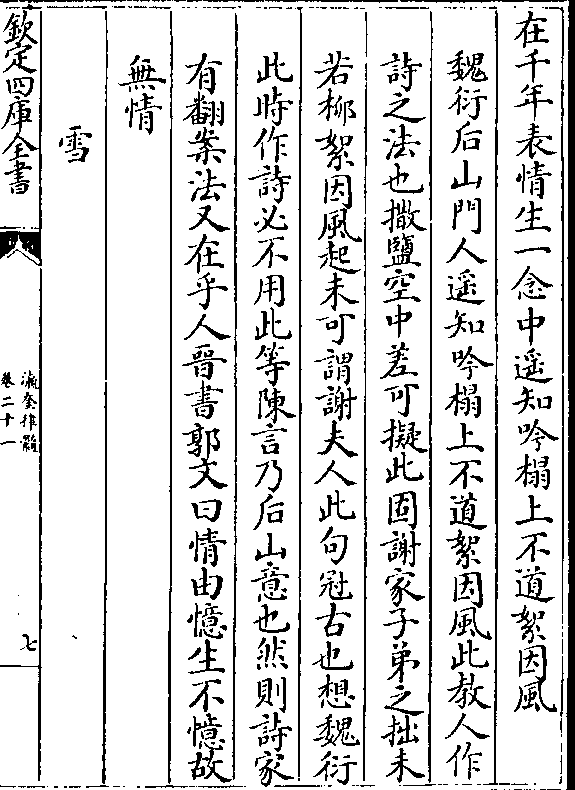 在千年表情生一念中遥知吟榻上不道絮因風
魏衍后山門人遥知吟榻上不道絮因風此教人作
詩之法也撒鹽空中差可擬此固謝家子弟之拙未
若柳絮因風起未可謂謝夫人此句冠古也想魏衍
此時作詩必不用此等陳言乃后山意也然則詩家
有翻案法又在乎人晉書郭文曰情由憶生不憶故
無情
雪
欽定四庫全書
瀛奎律髓
卷二十一
七